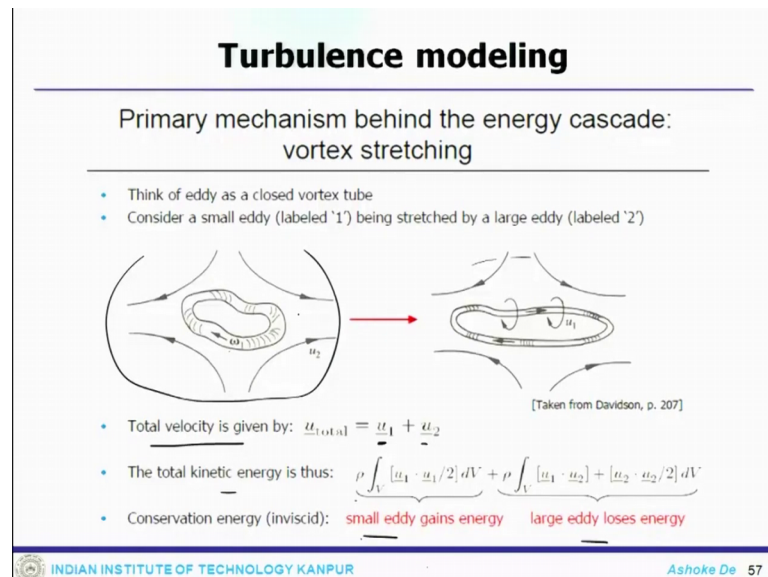 Turbulence modeling
Primary mechanism behind the energy cascade:
vortex stretching
• Think of eddy as a closed vortex tube
• Consider a small eddy (labeled `1') being stretched by a large eddy (labeled `2')
ω₁
u₂
u₁
[Taken from Davidson, p. 207]
• Total velocity is given by: u_total = u₁ + u₂
• The total kinetic energy is thus: ρ∫_V [u₁ · u₁/2] dV + ρ∫_V [u₁ · u₂] + [u₂ · u₂/2] dV
• Conservation energy (inviscid): small eddy gains energy large eddy loses energy
INDIAN INSTITUTE OF TECHNOLOGY KANPUR Ashoke De 57